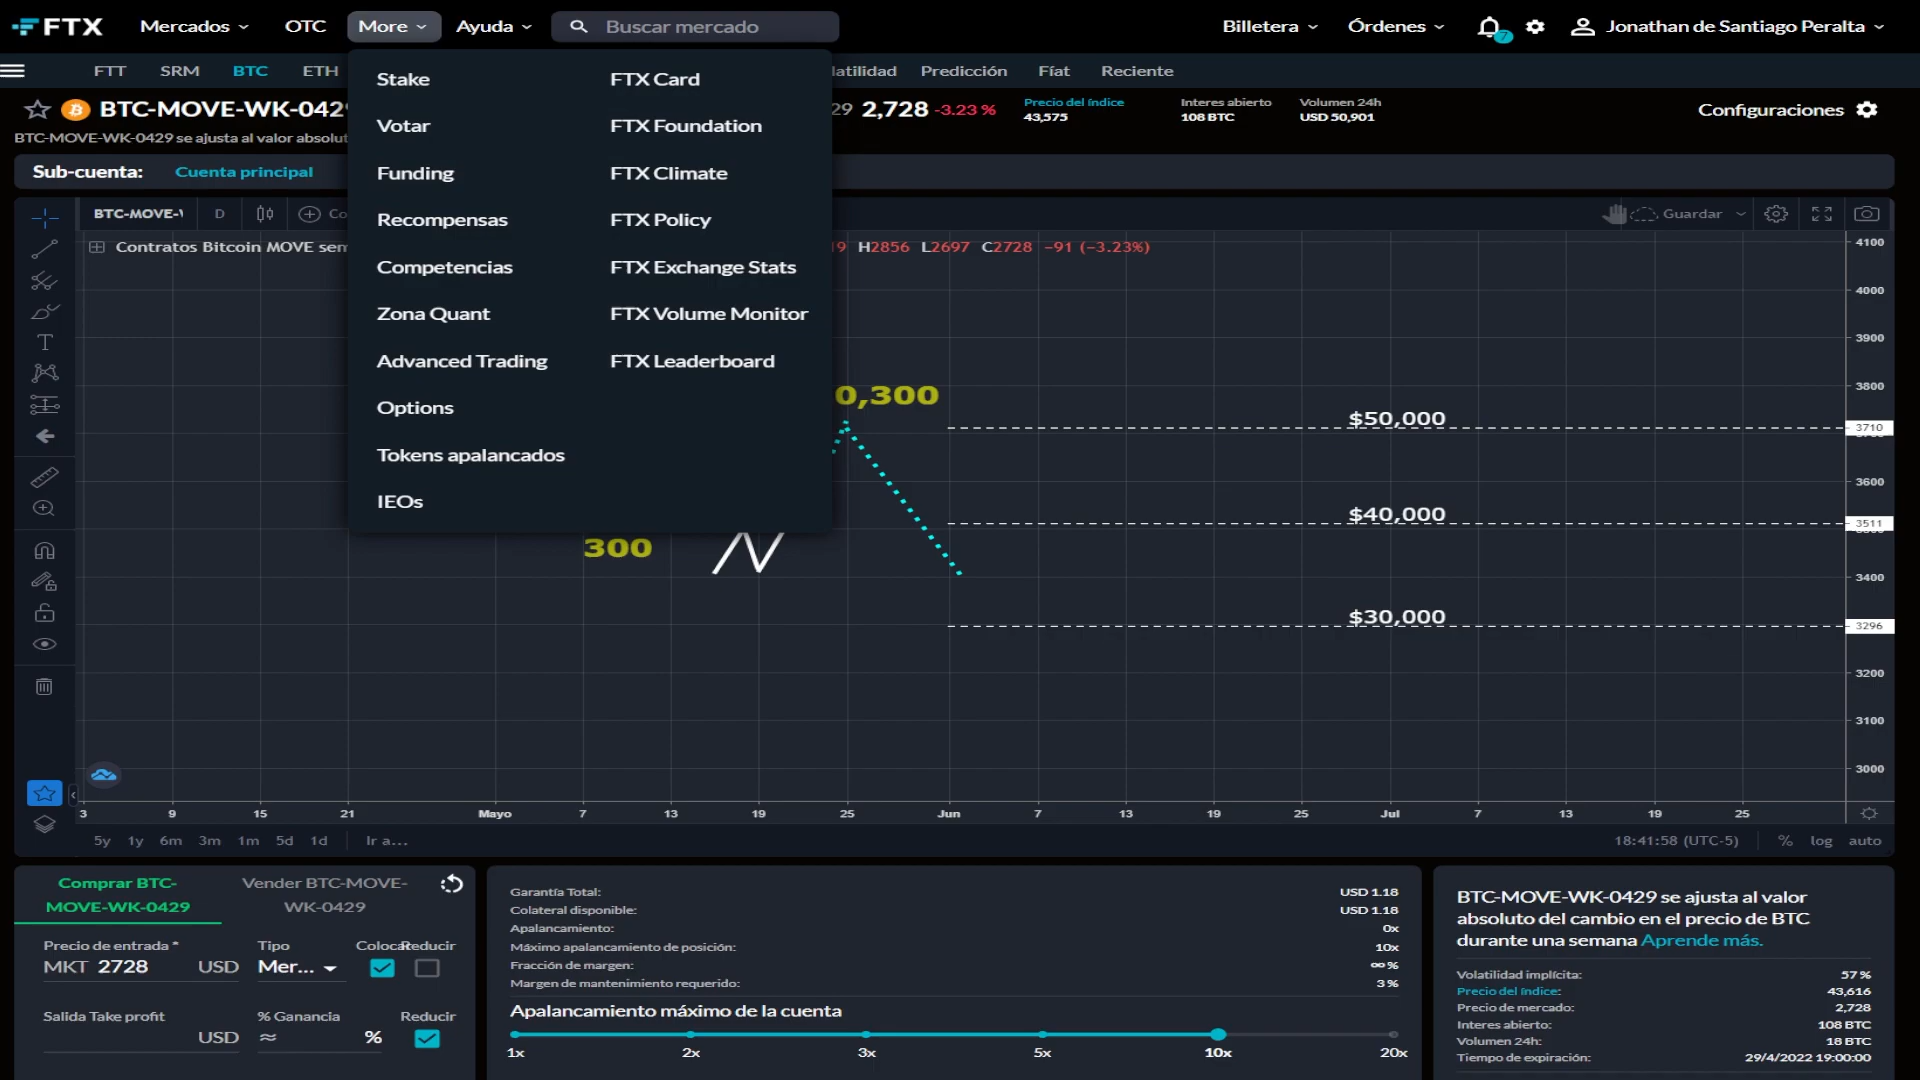 FTX Mercados OTC More Ayuda Buscar mercado Billetera Órdenes 7 Jonathan de Santiago Peralta
FTT SRM BTC ETH latilidad Predicción Fíat Reciente
BTC-MOVE-WK-0429 29 2,728 -3.23 %
Precio del índice
43,575
Interes abierto
108 BTC
Volumen 24h
USD 50,901
Configuraciones
BTC-MOVE-WK-0429 se ajusta al valor absolut
Sub-cuenta: Cuenta principal
Stake
Votar
Funding
Recompensas
Competencias
Zona Quant
Advanced Trading
Options
Tokens apalancados
IEOs
FTX Card
FTX Foundation
FTX Climate
FTX Policy
FTX Exchange Stats
FTX Volume Monitor
FTX Leaderboard
BTC-MOVE-W D Co Guardar
Contratos Bitcoin MOVE sem 19 H2856 L2697 C2728 −91 (−3.23%)
0,300
300
$50,000
$40,000
$30,000
4100
4000
3900
3800
3710
3600
3511
3400
3296
3200
3100
3000
3 9 15 21 Mayo 7 13 19 25 Jun 7 13 19 25 Jul 7 13 19 25
5y 1y 6m 3m 1m 5d 1d Ir a... 18:41:58 (UTC-5) % log auto
Comprar BTC-
MOVE-WK-0429
Vender BTC-MOVE-
WK-0429
Precio de entrada * Tipo Colocar Reducir
MKT 2728 USD Mer...
Salida Take profit % Ganancia Reducir
USD ≈ %
Garantía Total: USD 1.18
Colateral disponible: USD 1.18
Apalancamiento: 0x
Máximo apalancamiento de posición: 10x
Fracción de margen: ∞ %
Margen de mantenimiento requerido: 3 %
Apalancamiento máximo de la cuenta
1x 2x 3x 5x 10x 20x
BTC-MOVE-WK-0429 se ajusta al valor
absoluto del cambio en el precio de BTC
durante una semana Aprende más.
Volatilidad implícita: 57 %
Precio del índice: 43,616
Precio de mercado: 2,728
Interes abierto: 108 BTC
Volumen 24h: 18 BTC
Tiempo de expiración: 29/4/2022 19:00:00